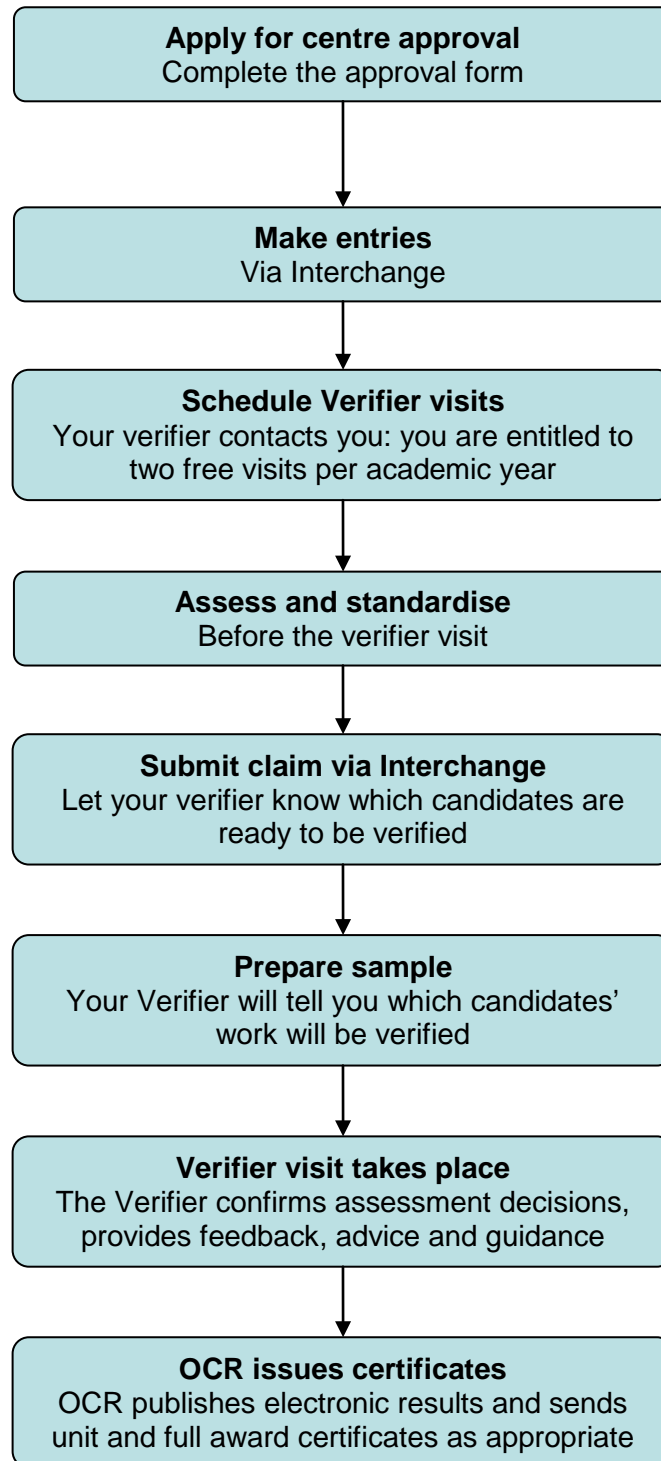 Apply for centre approval
Complete the approval form
Make entries
Via Interchange
Schedule Verifier visits
Your verifier contacts you: you are entitled to
two free visits per academic year
Assess and standardise
Before the verifier visit
Submit claim via Interchange
Let your verifier know which candidates are
ready to be verified
Prepare sample
Your Verifier will tell you which candidates’
work will be verified
Verifier visit takes place
The Verifier confirms assessment decisions,
provides feedback, advice and guidance
OCR issues certificates
OCR publishes electronic results and sends
unit and full award certificates as appropriate